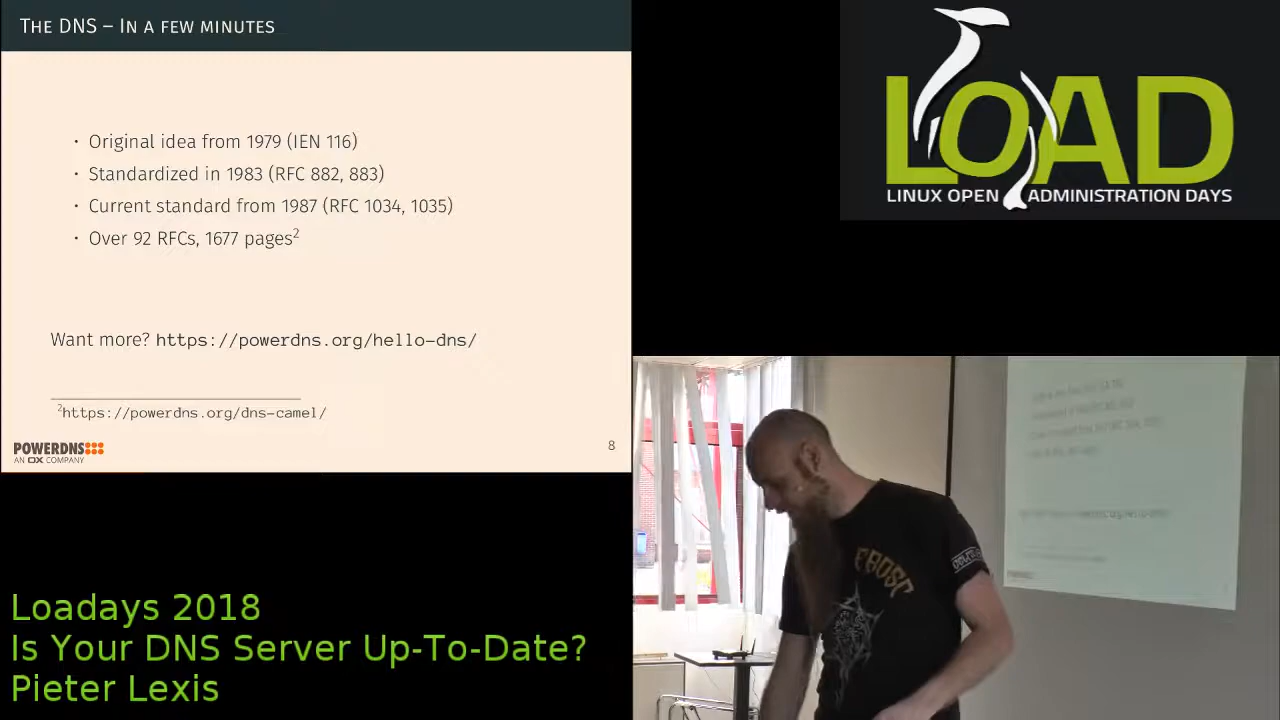 THE DNS – IN A FEW MINUTES
· Original idea from 1979 (IEN 116)
· Standardized in 1983 (RFC 882, 883)
· Current standard from 1987 (RFC 1034, 1035)
· Over 92 RFCs, 1677 pages2
Want more? https://powerdns.org/hello-dns/
2https://powerdns.org/dns-camel/
POWERDNS
AN OX COMPANY
8
LOAD
LINUX OPEN ADMINISTRATION DAYS
Loadays 2018
Is Your DNS Server Up-To-Date?
Pieter Lexis